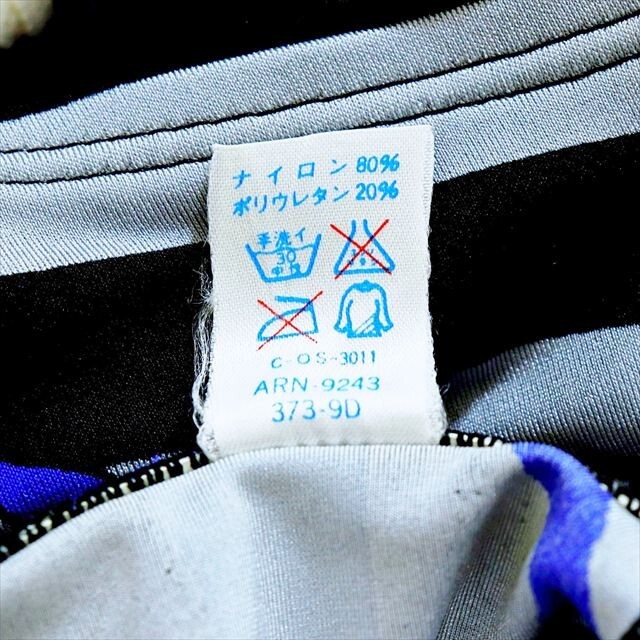 ナイロン 80%
ポリウレタン 20%
手洗イ
30
C-OS-3011
ARN-9243
373-9D